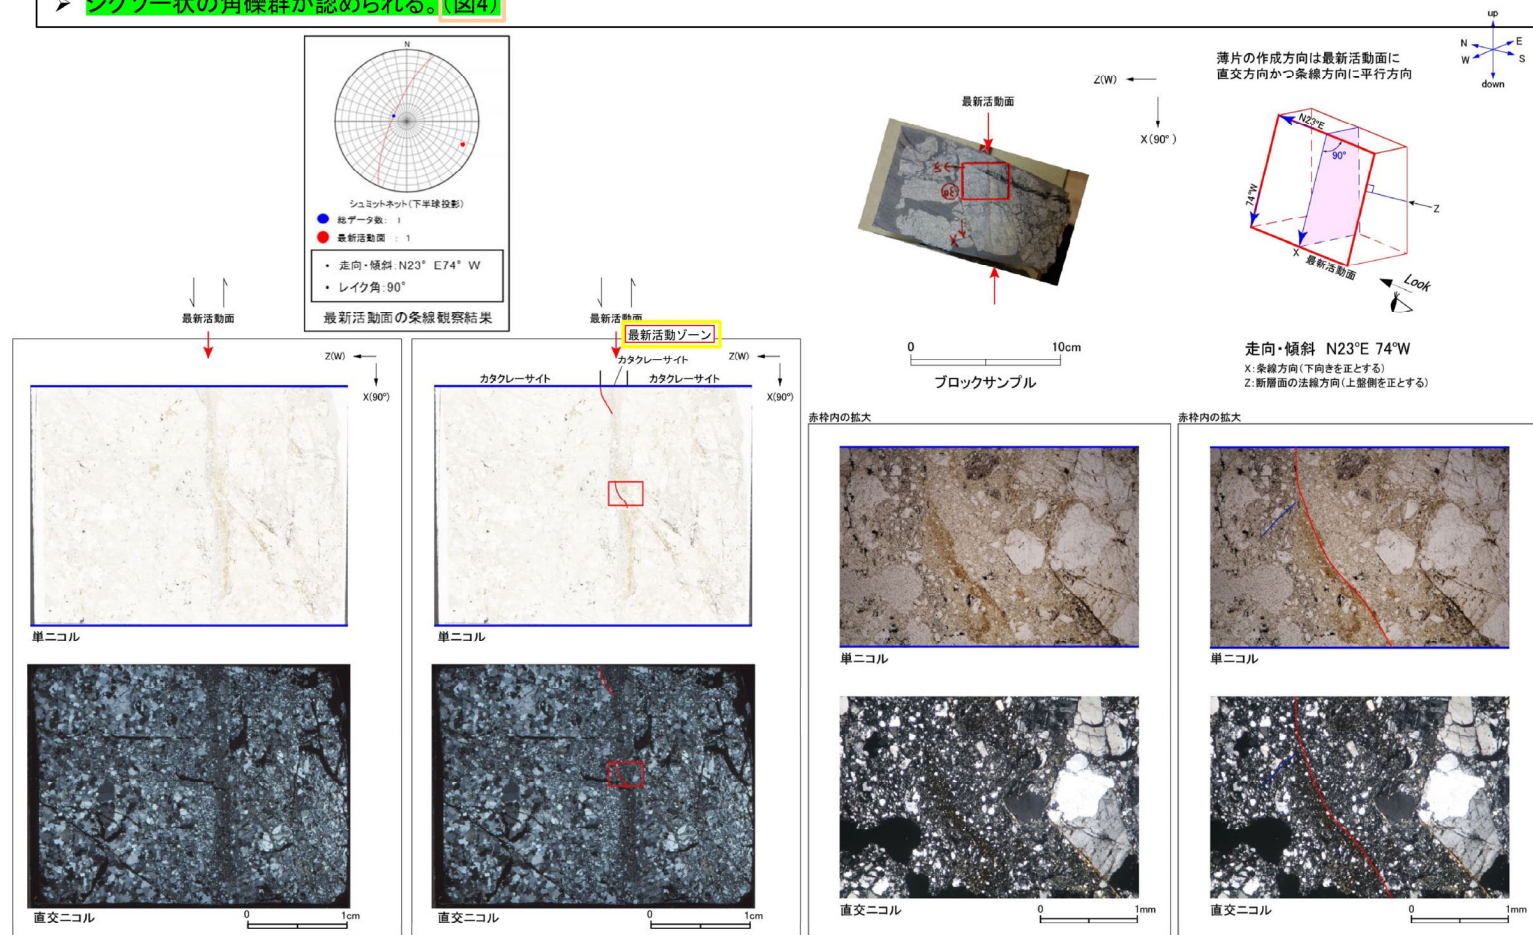 ➤ ジグソー状の角礫群が認められる。(図4)
N
シュミットネット(下半球投影)
総データ数: 1
最新活動面 : 1
・ 走向・傾斜:N23° E74° W
・ レイク角:90°
最新活動面の条線観察結果
最新活動面
Z(W)
X(90°)
0 10cm
ブロックサンプル
薄片の作成方向は最新活動面に
直交方向かつ条線方向に平行方向
up
N E
W S
down
N23°E
90°
74°W
Z
X 最新活動面
Look
走向・傾斜 N23°E 74°W
X:条線方向(下向きを正とする)
Z:断層面の法線方向(上盤側を正とする)
最新活動面
Z(W)
X(90°)
単ニコル
直交ニコル
0 1cm
最新活動面
最新活動ゾーン
カタクレーサイト
カタクレーサイト カタクレーサイト
Z(W)
X(90°)
単ニコル
直交ニコル
0 1cm
赤枠内の拡大
単ニコル
直交ニコル
0 1mm
赤枠内の拡大
単ニコル
直交ニコル
0 1mm